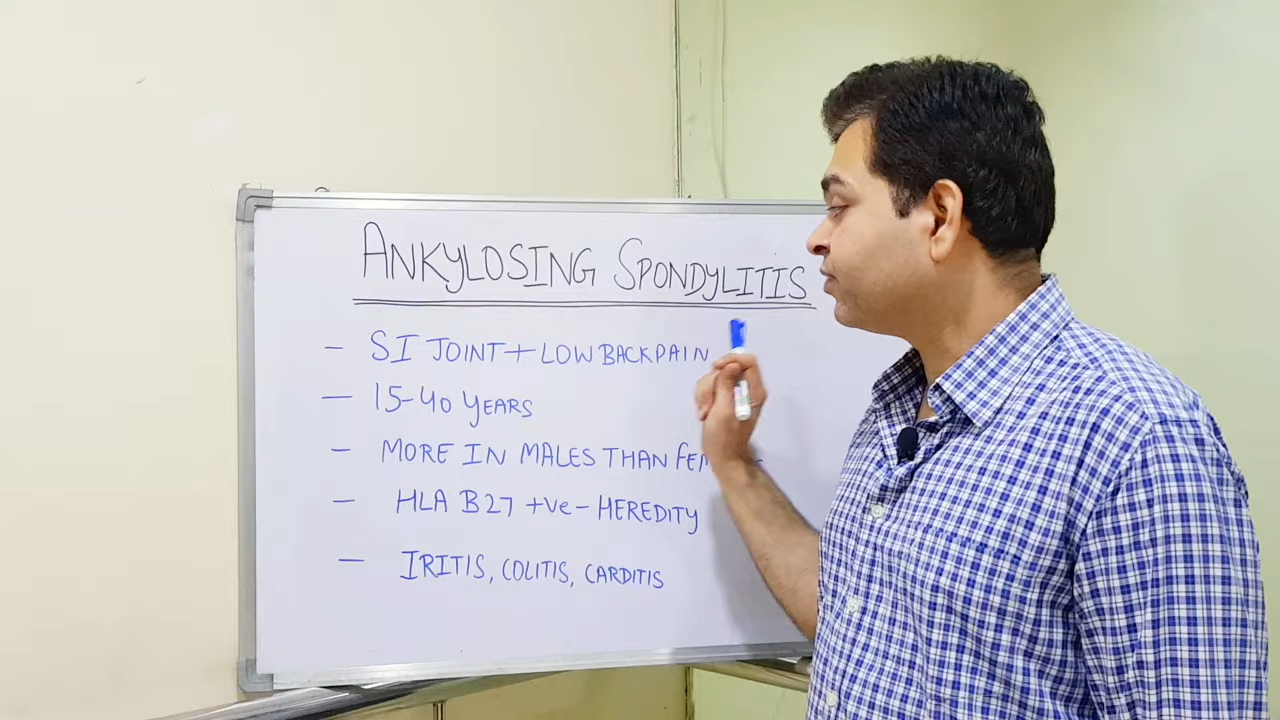 ANKYLOSING SPONDYLITIS
- SI JOINT + LOW BACKPAIN
- 15-40 YEARS
- MORE IN MALES THAN
- HLA B27 +ve - HEREDITY
- IRITIS, COLITIS, CARDITIS